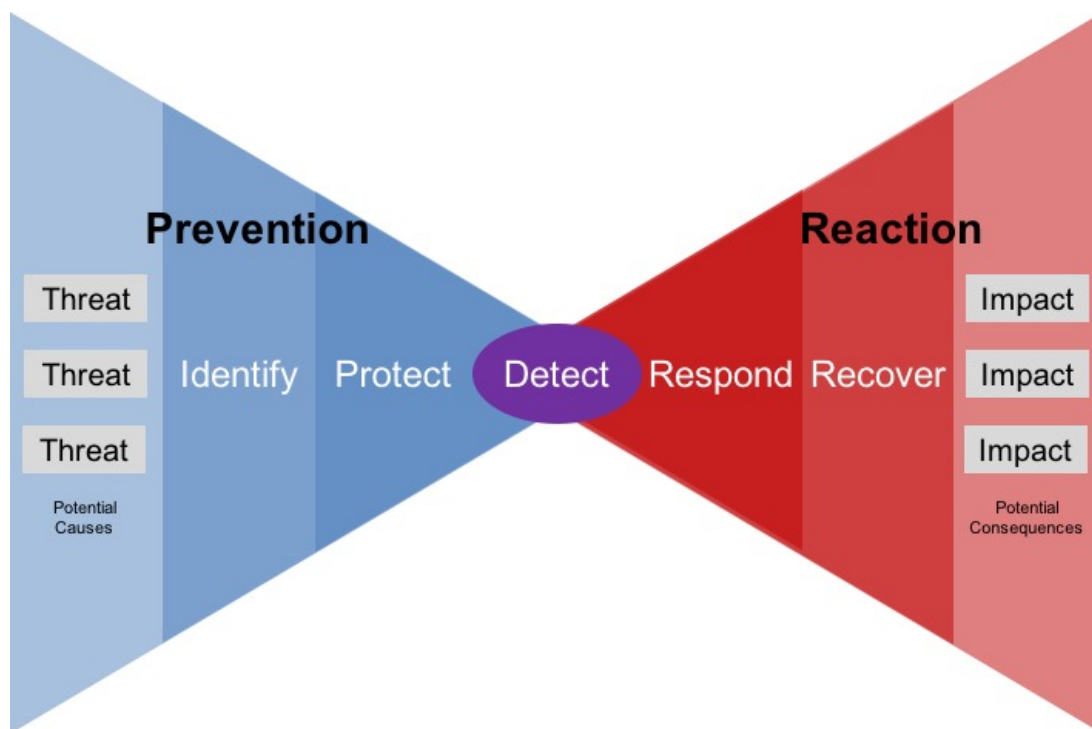 Prevention
Reaction
Threat
Threat
Threat
Potential
Causes
Identify
Protect
Detect
Respond
Recover
Impact
Impact
Impact
Potential
Consequences